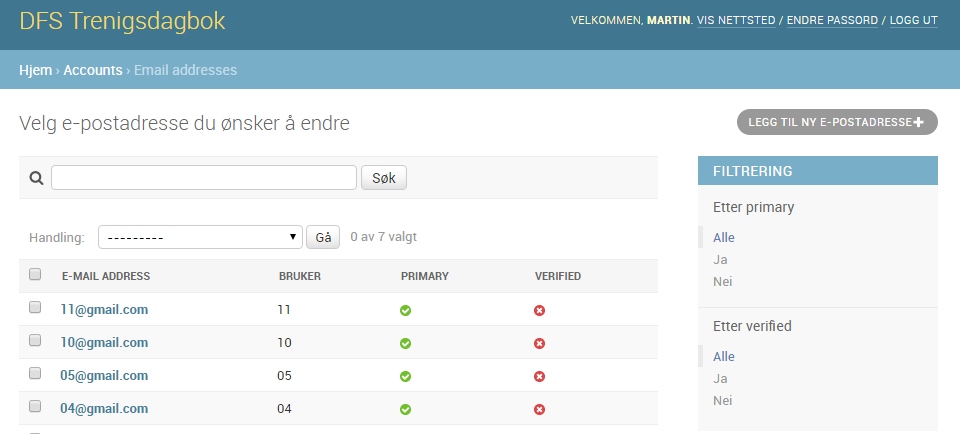 DFS Trenigsdagbok
VELKOMMEN, MARTIN. VIS NETTSTED / ENDRE PASSORD / LOGG UT
Hjem › Accounts › Email addresses
Velg e-postadresse du ønsker å endre
LEGG TIL NY E-POSTADRESSE
Søk
Handling: --------- Gå 0 av 7 valgt
E-MAIL ADDRESS BRUKER PRIMARY VERIFIED
11@gmail.com 11
10@gmail.com 10
05@gmail.com 05
04@gmail.com 04
FILTRERING
Etter primary
Alle
Ja
Nei
Etter verified
Alle
Ja
Nei